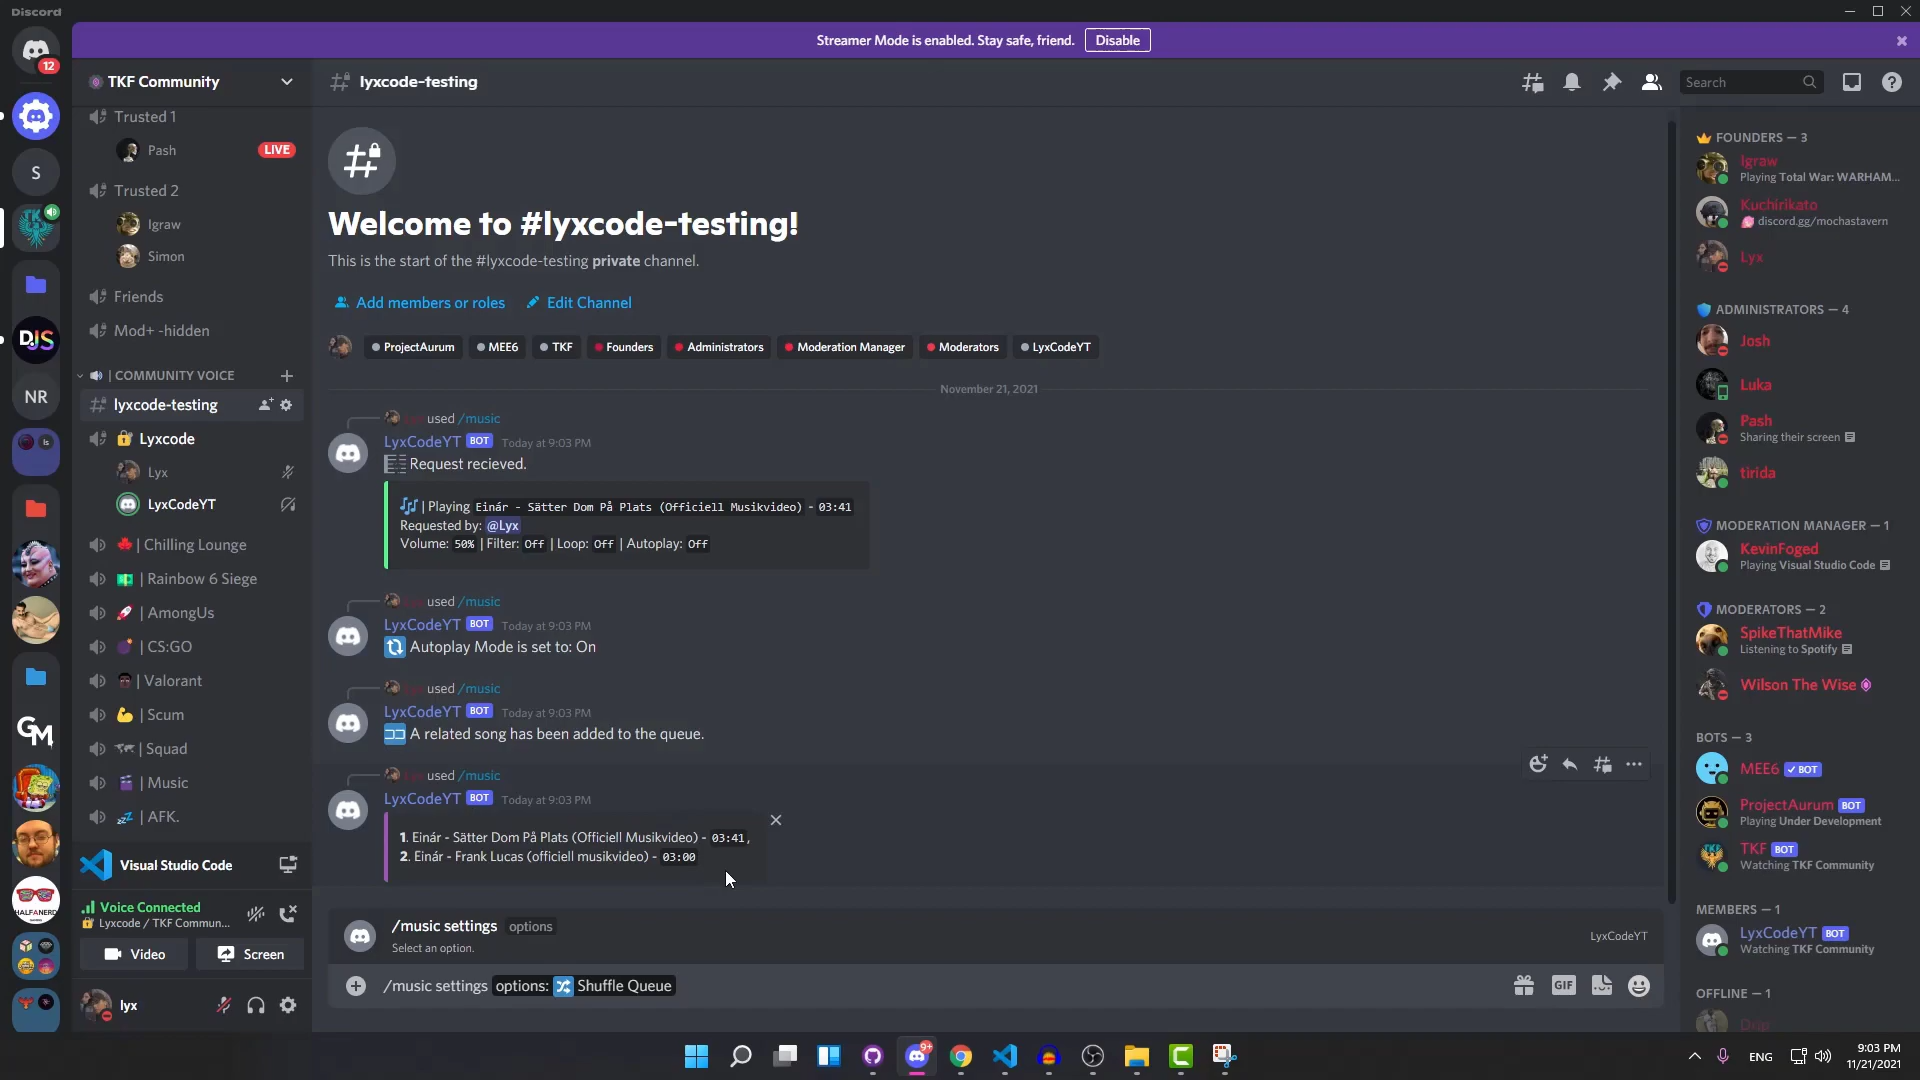 Discord
Streamer Mode is enabled. Stay safe, friend.
Disable
12
S
DJS
NR
GM
HALFANERD
TKF Community
Trusted 1
Pash
LIVE
Trusted 2
Igraw
Simon
Friends
Mod+ -hidden
| COMMUNITY VOICE
lyxcode-testing
Lyxcode
Lyx
LyxCodeYT
| Chilling Lounge
| Rainbow 6 Siege
| AmongUs
| CS:GO
| Valorant
| Scum
| Squad
| Music
| AFK.
Visual Studio Code
Voice Connected
Lyxcode / TKF Commun...
Video
Screen
lyx
lyxcode-testing
Search
Welcome to #lyxcode-testing!
This is the start of the #lyxcode-testing private channel.
Add members or roles
Edit Channel
ProjectAurum
MEE6
TKF
Founders
Administrators
Moderation Manager
Moderators
LyxCodeYT
November 21, 2021
used /music
LyxCodeYT BOT Today at 9:03 PM
Request recieved.
| Playing Einár - Sätter Dom På Plats (Officiell Musikvideo) - 03:41
Requested by: @Lyx
Volume: 50% | Filter: Off | Loop: Off | Autoplay: Off
used /music
LyxCodeYT BOT Today at 9:03 PM
Autoplay Mode is set to: On
used /music
LyxCodeYT BOT Today at 9:03 PM
A related song has been added to the queue.
used /music
LyxCodeYT BOT Today at 9:03 PM
1. Einár - Sätter Dom På Plats (Officiell Musikvideo) - 03:41,
2. Einár - Frank Lucas (officiell musikvideo) - 03:00
/music settings options
Select an option.
LyxCodeYT
/music settings options: Shuffle Queue
GIF
FOUNDERS — 3
Igraw
Playing Total War: WARHAM...
Kuchirikato
discord.gg/mochastavern
Lyx
ADMINISTRATORS — 4
Josh
Luka
Pash
Sharing their screen
tirida
MODERATION MANAGER — 1
KevinFoged
Playing Visual Studio Code
MODERATORS — 2
SpikeThatMike
Listening to Spotify
Wilson The Wise
BOTS — 3
MEE6 BOT
ProjectAurum BOT
Playing Under Development
TKF BOT
Watching TKF Community
MEMBERS — 1
LyxCodeYT BOT
Watching TKF Community
OFFLINE — 1
9+
ENG
9:03 PM
11/21/2021